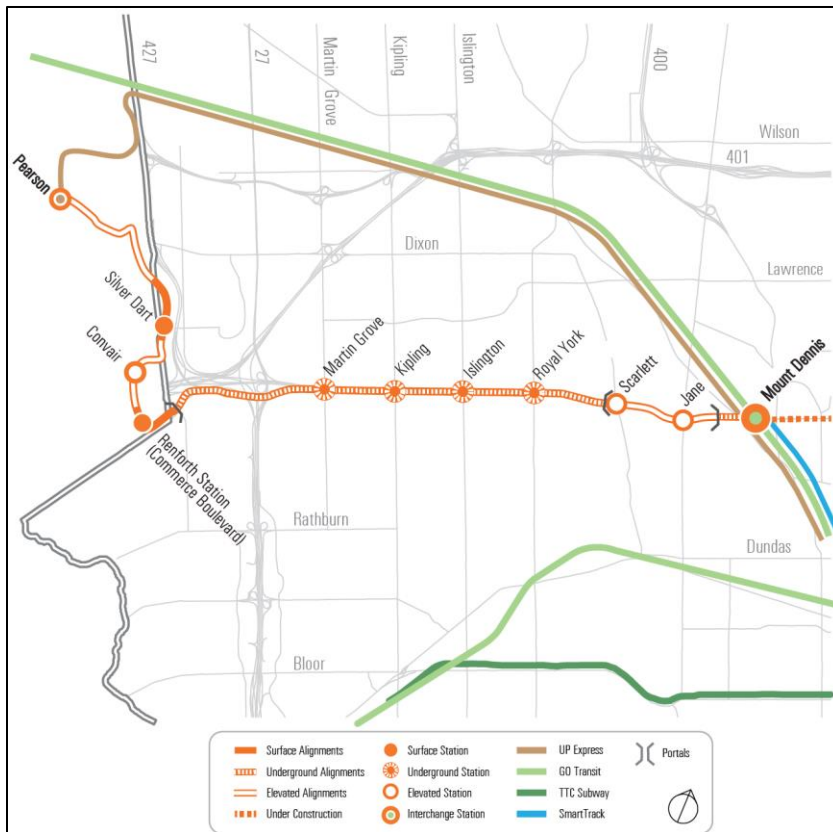 427
27
Martin Grove
Kipling
Islington
400
Wilson
401
Pearson
Dixon
Lawrence
Silver Dart
Convair
Martin Grove
Kipling
Islington
Royal York
Scarlett
Jane
Mount Dennis
Renforth Station
(Commerce Boulevard)
Rathburn
Dundas
Bloor
Surface Alignments
Underground Alignments
Elevated Alignments
Under Construction
Surface Station
Underground Station
Elevated Station
Interchange Station
UP Express
GO Transit
TTC Subway
SmartTrack
Portals